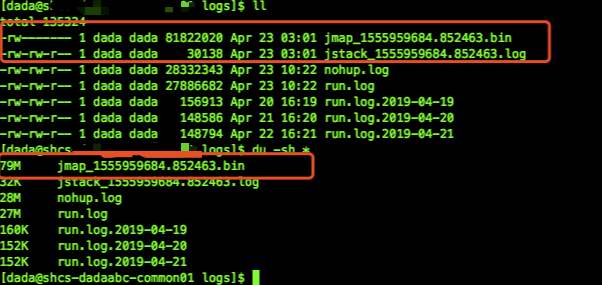 [dada@s logs]$ ll
total 135324
-rw------- 1 dada dada 81822020 Apr 23 03:01 jmap_1555959684.852463.bin
-rw-rw-r-- 1 dada dada 30138 Apr 23 03:01 jstack_1555959684.852463.log
-rw-rw-r-- 1 dada dada 28332343 Apr 23 10:22 nohup.log
-rw-rw-r-- 1 dada dada 27886682 Apr 23 10:22 run.log
-rw-rw-r-- 1 dada dada 156913 Apr 20 16:19 run.log.2019-04-19
-rw-rw-r-- 1 dada dada 148586 Apr 21 16:20 run.log.2019-04-20
-rw-rw-r-- 1 dada dada 148794 Apr 22 16:21 run.log.2019-04-21
[dada@shcs logs]$ du -sh *
79M jmap_1555959684.852463.bin
32K jstack_1555959684.852463.log
28M nohup.log
27M run.log
160K run.log.2019-04-19
152K run.log.2019-04-20
152K run.log.2019-04-21
[dada@shcs-dadaabc-common01 logs]$